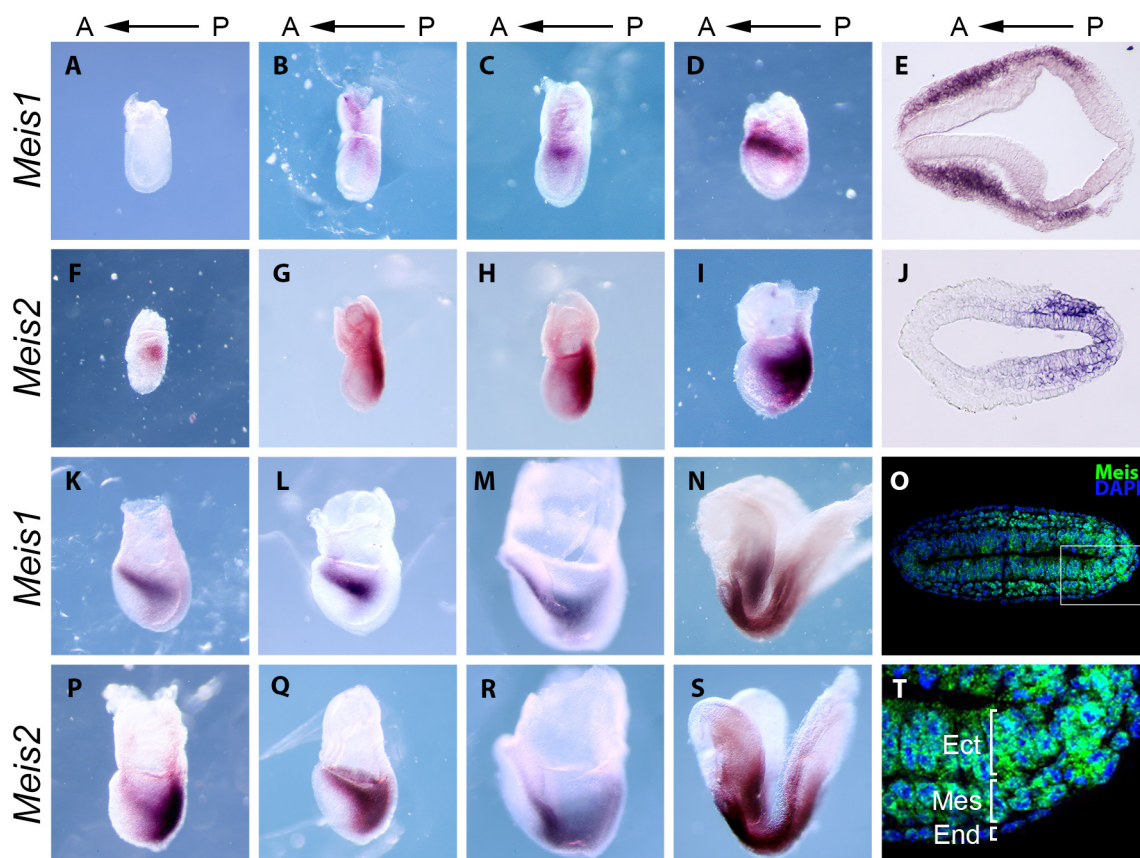 A P A P A P A P A P
Meis1 A B C D E
Meis2 F G H I J
Meis1 K L M N O Meis
DAPI
Meis2 P Q R S T
Ect
Mes
End